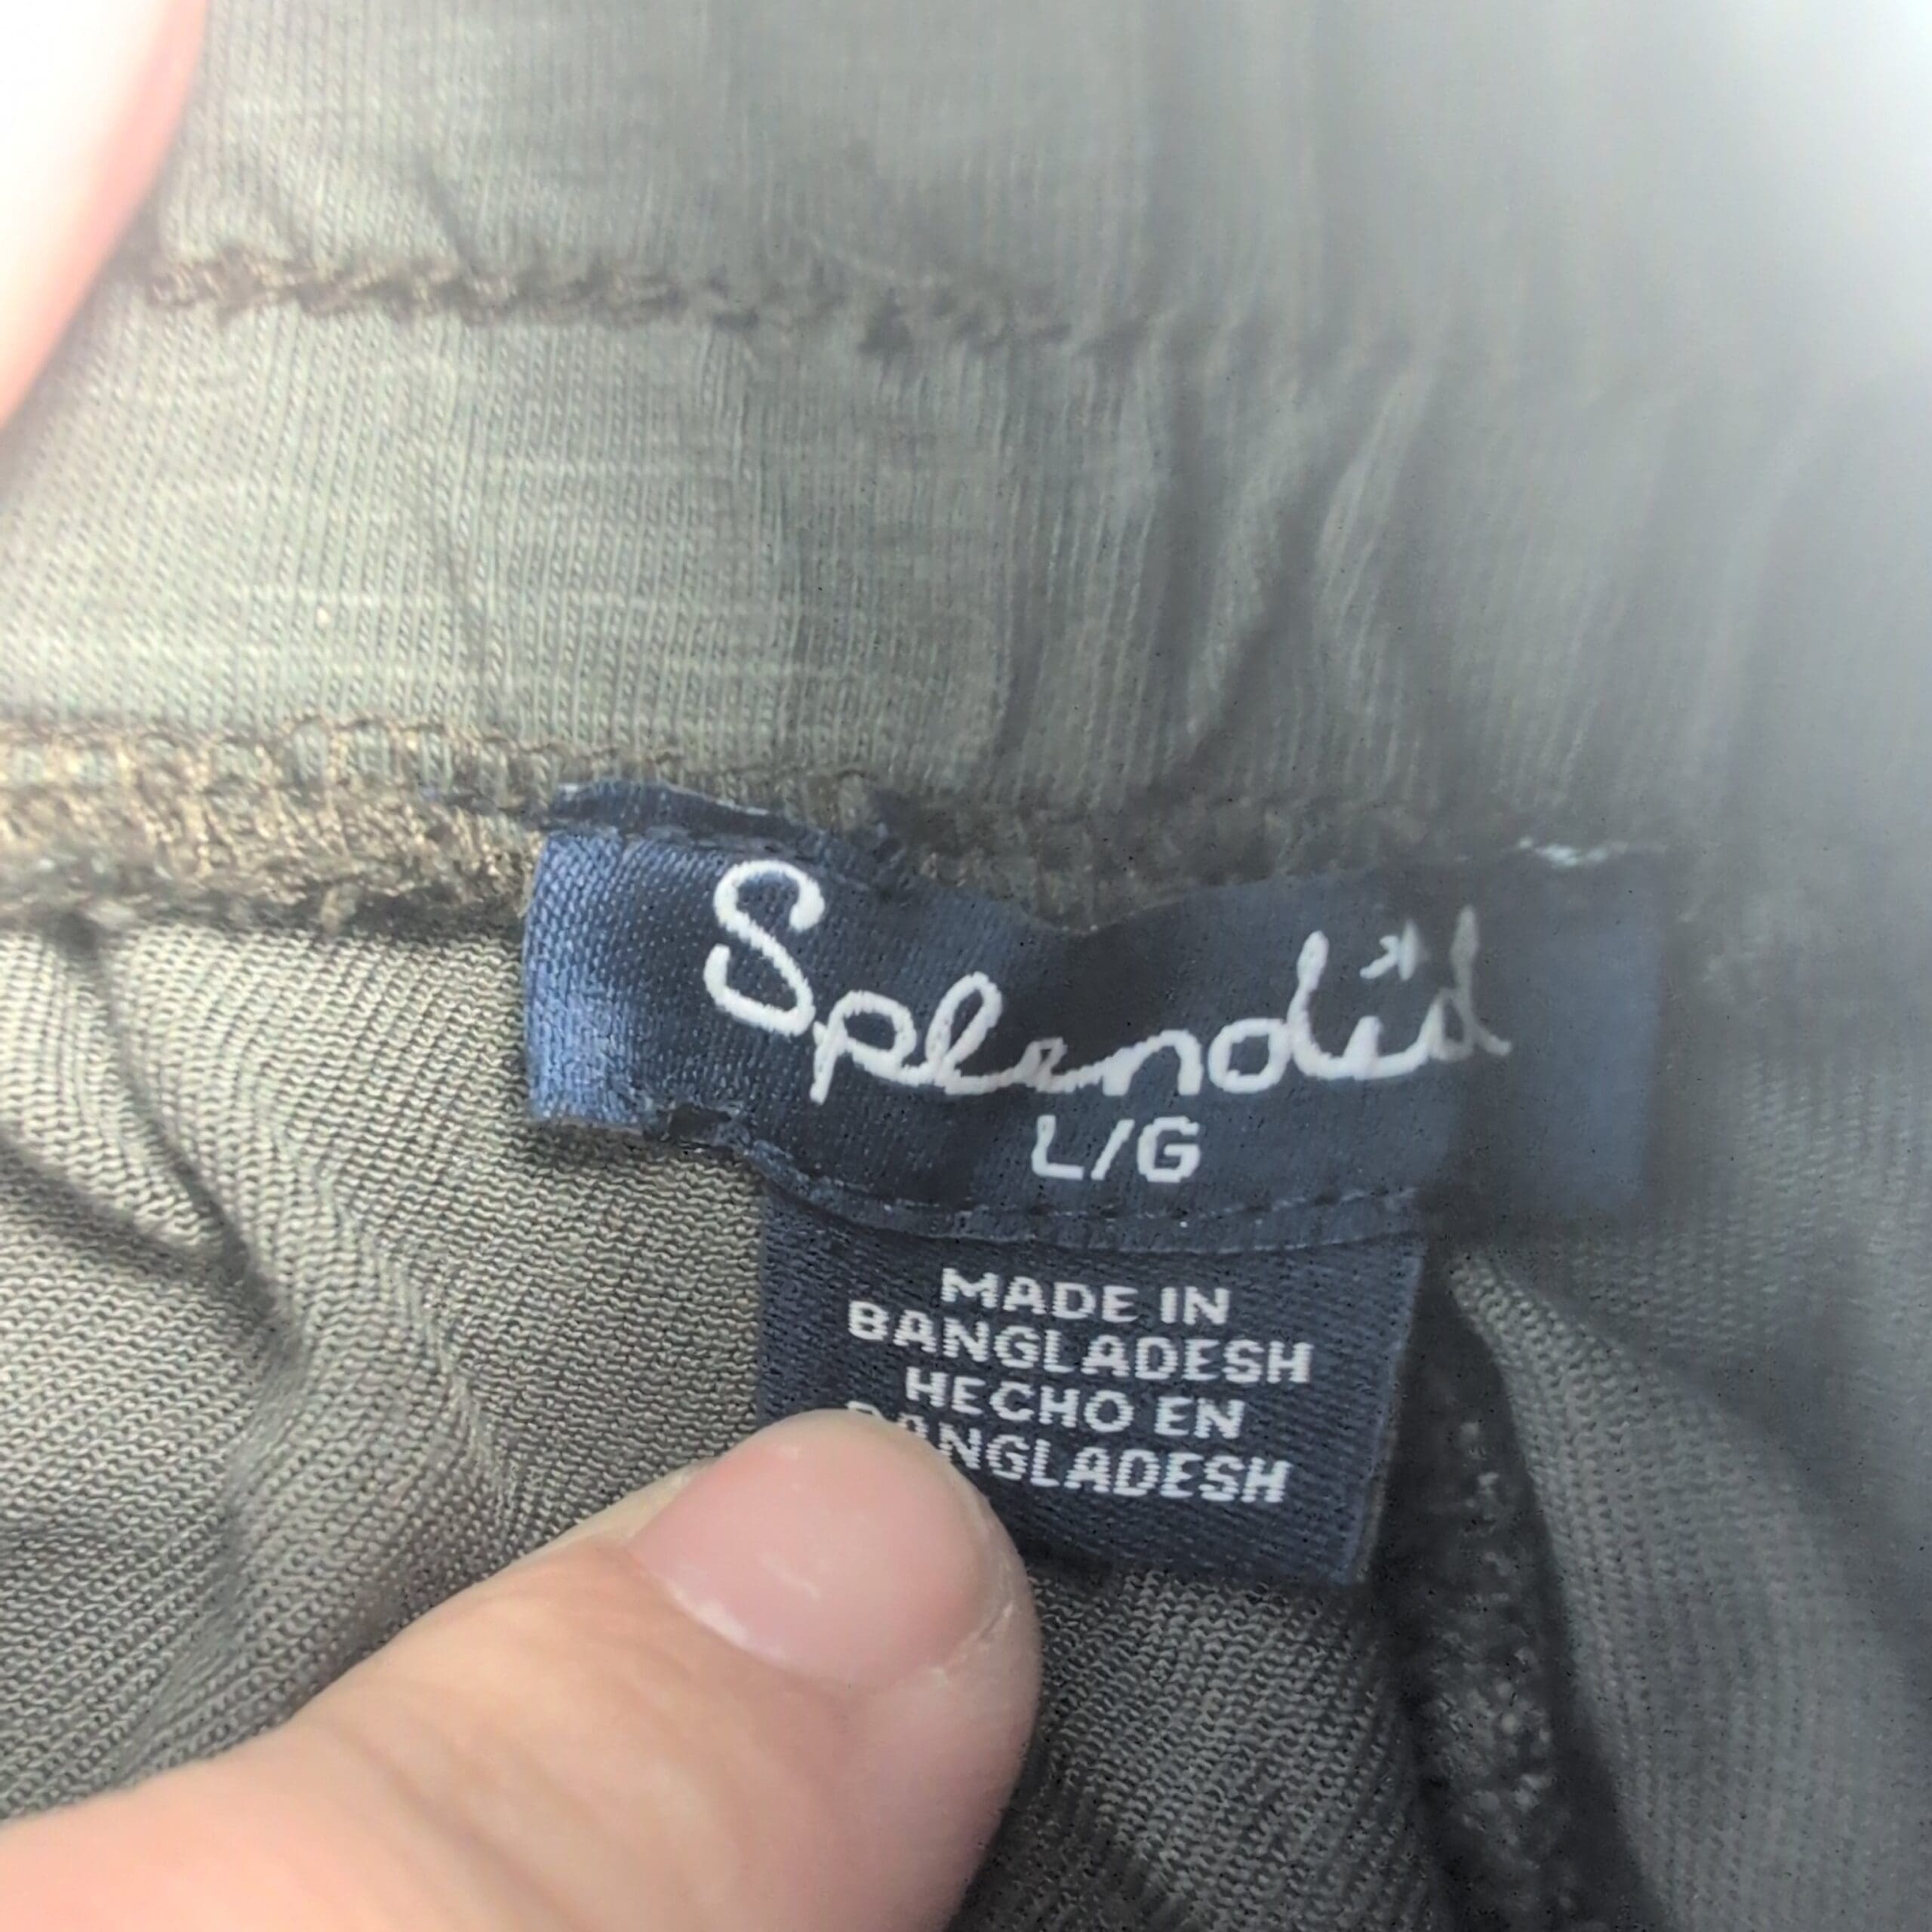 Splendid
L/G
MADE IN
BANGLADESH
HECHO EN
BANGLADESH